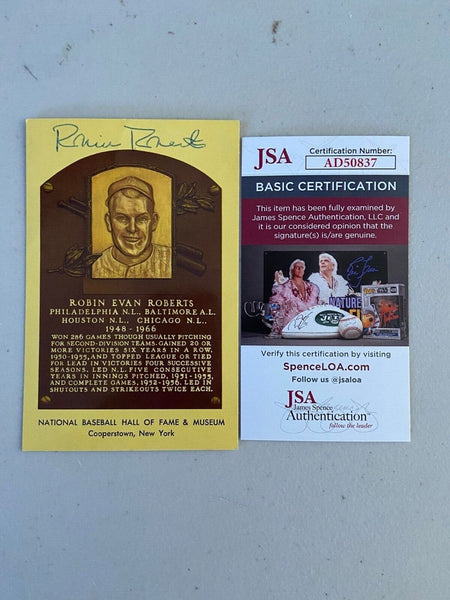 Robin Roberts
ROBIN EVAN ROBERTS
PHILADELPHIA N.L., BALTIMORE A.L.
HOUSTON N.L., CHICAGO N.L.,
1948-1966
WON 286 GAMES THOUGH USUALLY PITCHING
FOR SECOND-DIVISION TEAMS. GAINED 20 OR
MORE VICTORIES SIX YEARS IN A ROW,
1950-1955, AND TOPPED LEAGUE OR TIED
FOR LEAD IN VICTORIES FOUR SUCCESSIVE
SEASONS. LED N.L. FIVE CONSECUTIVE
YEARS IN INNINGS PITCHED, 1951-1955,
AND COMPLETE GAMES, 1952-1956. LED IN
SHUTOUTS AND STRIKEOUTS TWICE EACH.
NATIONAL BASEBALL HALL OF FAME & MUSEUM
Cooperstown, New York
JSA
Certification Number:
AD50837
BASIC CERTIFICATION
This item has been fully examined by
James Spence Authentication, LLC and
it is our considered opinion that the
signature(s) is/are genuine.
NATURE
JETS
Verify this certification by visiting
SpenceLOA.com
Follow us @jsaloa
JSA
James Spence
Authentication
follow the leader